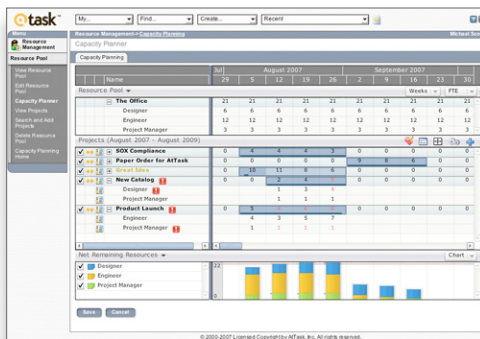 @task
My... Find... Create... Recent
Menu Resource Management > Capacity Planning Michael Sco
Resource Management
Capacity Planner
Resource Pool
Capacity Planning
View Resource Pool
Edit Resource Pool
Capacity Planner
View Projects
Search and Add Projects
Delete Resource Pool
Capacity Planning Home
Jul August 2007 September 2007
Name 29 5 12 19 26 2 9 16 23 30
Resource Pool Weeks FTE
The Office 21 21 21 21 21 21 21 21 21 21
Designer 6 6 6 6 6 6 6 6 6 6
Engineer 12 12 12 12 12 12 12 12 12 12
Project Manager 3 3 3 3 3 3 3 3 3 3
Projects (August 2007 - August 2009)
SOX Compliance 0 4 4 4 3 0 0 0 0 0
Paper Order for AtTask 0 0 0 0 0 9 8 6 0 0
Great Idea 0 10 11 8 6 0 0 0 0 0
New Catalog 0 0 2 4 0 0 0 0 0
Designer 1 3
Project Manager 1 1 1
Product Launch 0 5 0 0 0 0 0
Engineer 4 3 5 7
Project Manager 1
Net Remaining Resources Chart
Designer
Engineer
Project Manager
22
0
Save Cancel
© 2000-2007 Licensed Copyright by AtTask, Inc. All rights reserved.